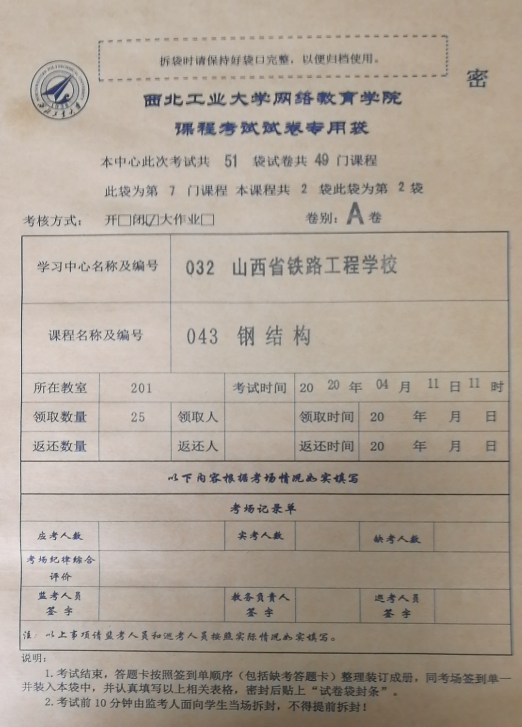 拆袋时请保持好袋口完整，以便归档使用。
密
西北工业大学网络教育学院
课程考试试卷专用袋
本中心此次考试共 51 袋试卷共 49 门课程
此袋为第 7 门课程 本课程共 2 袋此袋为第 2 袋
考核方式： 开□闭☑大作业□ 卷别：A 卷
学习中心名称及编号 032 山西省铁路工程学校
课程名称及编号 043 钢结构
所在教室 201 考试时间 20 20 年 04 月 11 日 11 时
领取数量 25 领取人 领取时间 20 年 月 日
返还数量 返还人 返还时间 20 年 月 日
以下内容根据考场情况如实填写
考场记录单
应考人数 实考人数 缺考人数
考场纪律综合
评价
监考人员 教务负责人 巡考人员
签 字 签 字 签 字
注：以上事项请监考人员和巡考人员按照实际情况如实填写。
说明：
1.考试结束，答题卡按照签到单顺序（包括缺考答题卡）整理装订成册，同考场签到单一
并装入本袋中，并认真填写以上相关表格，密封后贴上“试卷袋封条”。
2.考试前10分钟由监考人面向学生当场拆封，不得提前拆封！